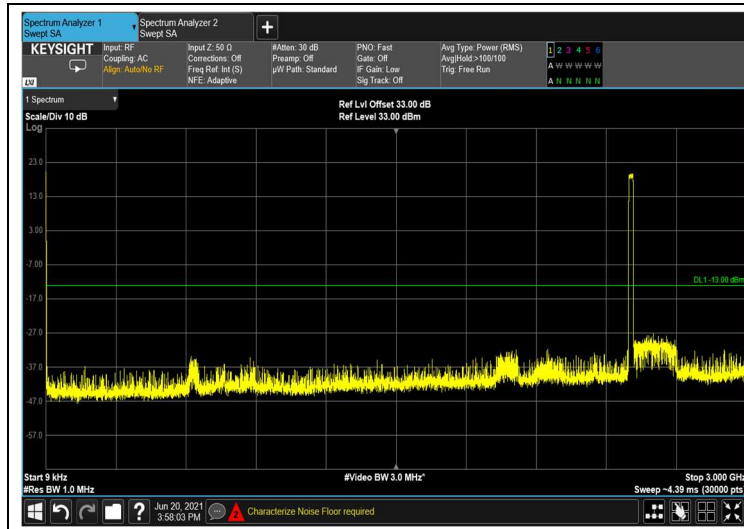 Spectrum Analyzer 1
Swept SA
Spectrum Analyzer 2
Swept SA
+
KEYSIGHT
LXI
Input: RF
Coupling: AC
Align: Auto/No RF
Input Z: 50 Ω
Corrections: Off
Freq Ref: Int (S)
NFE: Adaptive
#Atten: 30 dB
Preamp: Off
µW Path: Standard
PNO: Fast
Gate: Off
IF Gain: Low
Sig Track: Off
Avg Type: Power (RMS)
Avg|Hold:>100/100
Trig: Free Run
1 2 3 4 5 6
A W W W W W
A N N N N N
1 Spectrum
Scale/Div 10 dB
Log
Ref Lvl Offset 33.00 dB
Ref Level 33.00 dBm
23.0
13.0
3.00
-7.00
DL1 -13.00 dBm
-17.0
-27.0
-37.0
-47.0
-57.0
Start 9 kHz
#Res BW 1.0 MHz
#Video BW 3.0 MHz*
Stop 3.000 GHz
Sweep ~4.39 ms (30000 pts)
?
Jun 20, 2021
3:58:03 PM
Characterize Noise Floor required